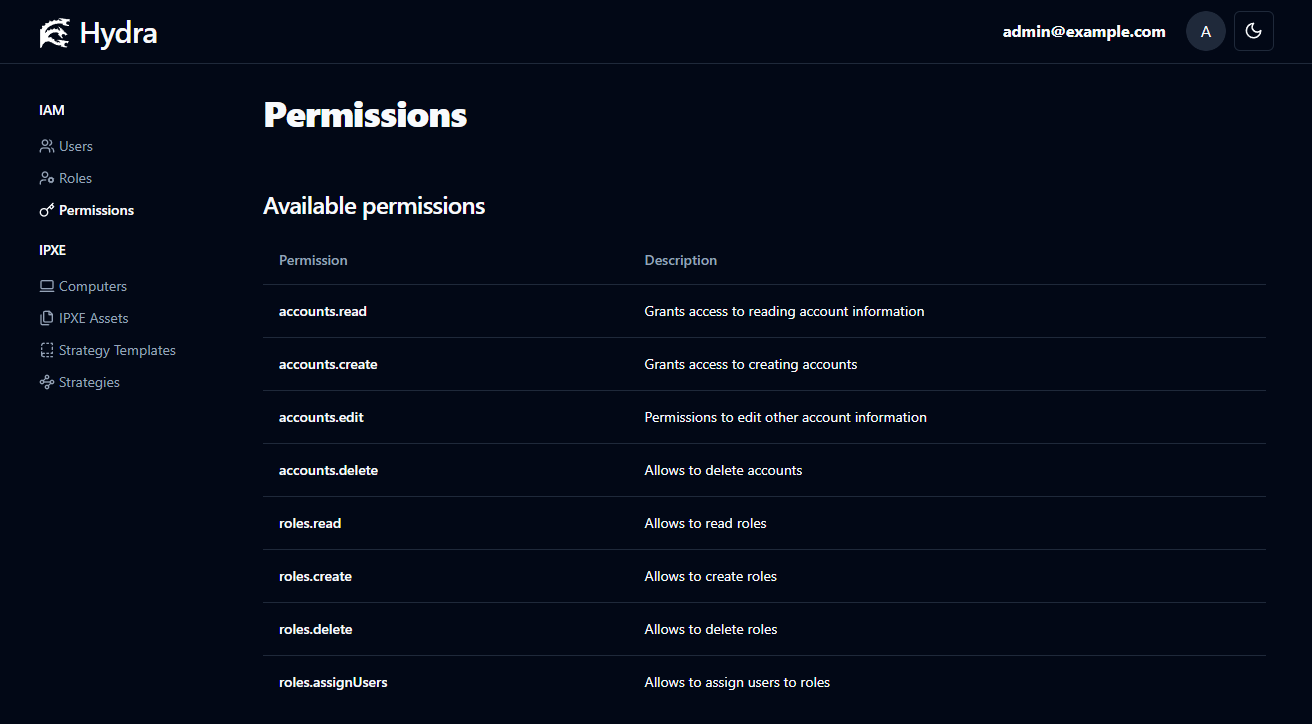 Hydra
admin@example.com
A
IAM
Users
Roles
Permissions
IPXE
Computers
IPXE Assets
Strategy Templates
Strategies
Permissions
Available permissions
Permission Description
accounts.read Grants access to reading account information
accounts.create Grants access to creating accounts
accounts.edit Permissions to edit other account information
accounts.delete Allows to delete accounts
roles.read Allows to read roles
roles.create Allows to create roles
roles.delete Allows to delete roles
roles.assignUsers Allows to assign users to roles